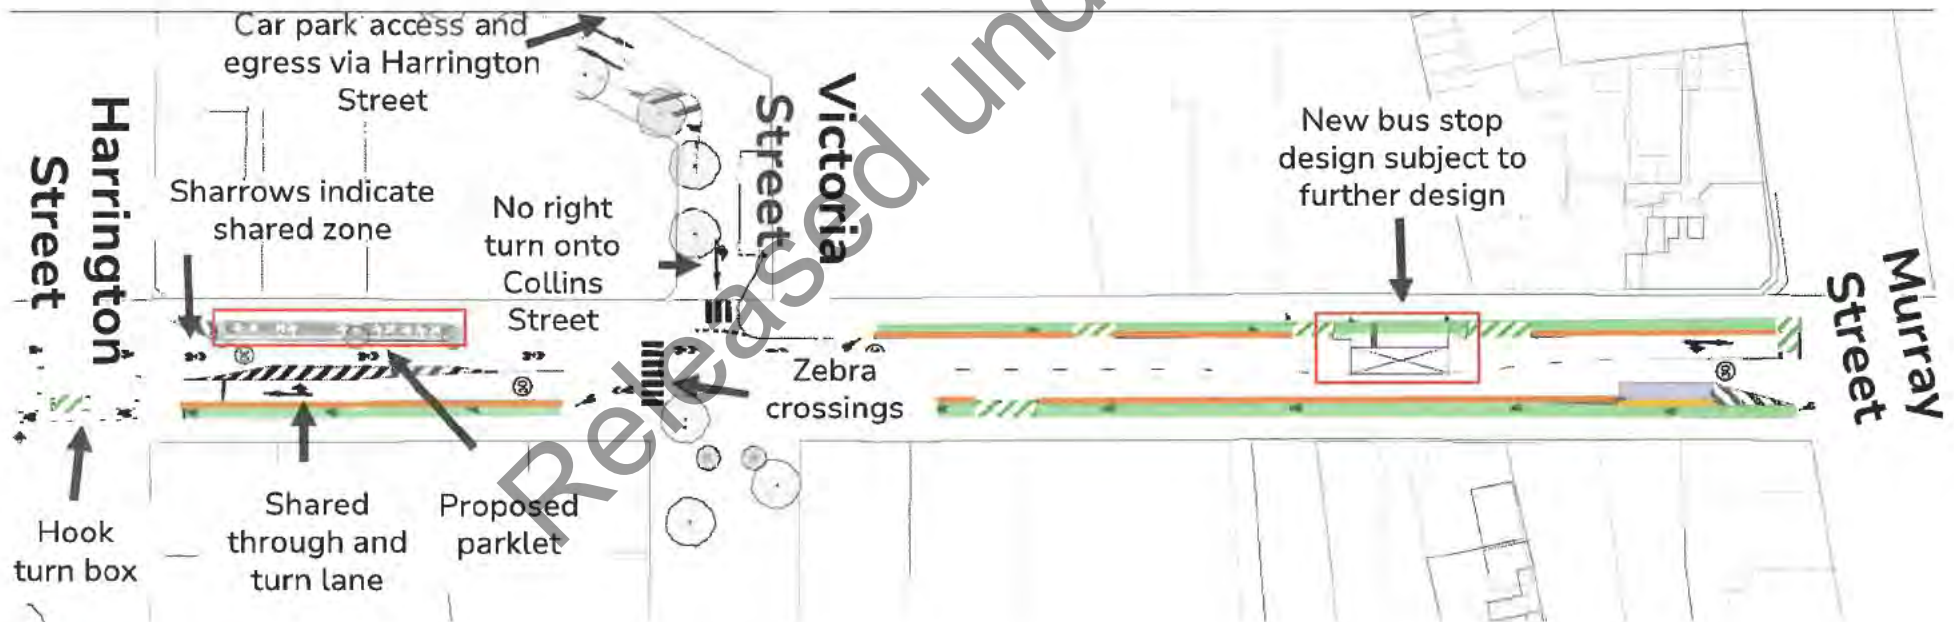 Car park access and
egress via Harrington
Street
Harrington
Street
Sharrows indicate
shared zone
No right
turn onto
Collins
Street
Victoria
Street
New bus stop
design subject to
further design
Murray
Street
Zebra
crossings
Hook
turn box
Shared
through and
turn lane
Proposed
parklet
Released und